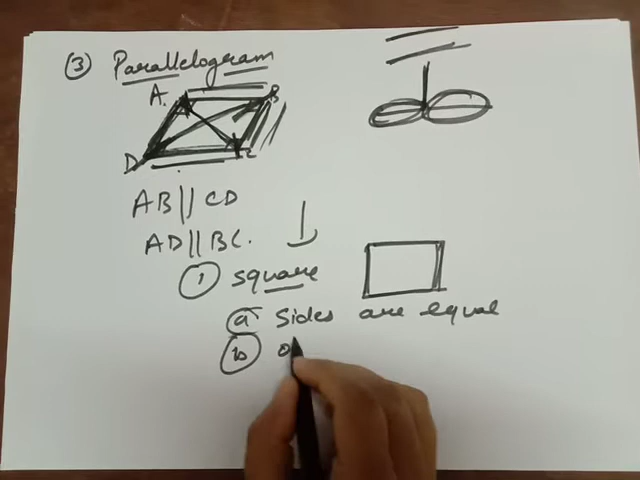 ③ Parallelogram
A B
D C
AB || CD
AD || BC.
① square
ⓐ Sides are equal
ⓑ o